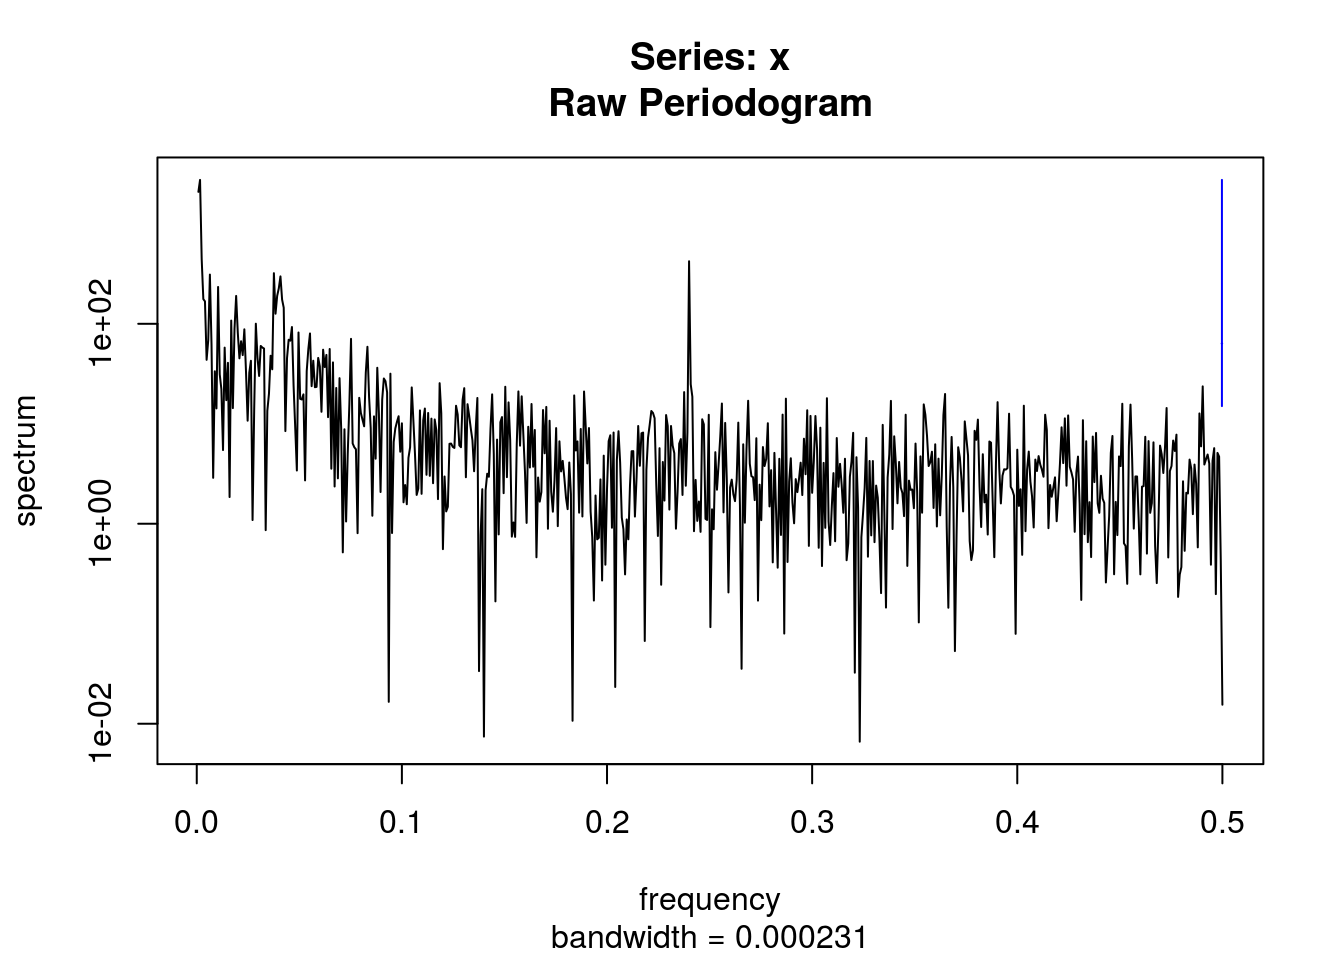 Series: x
Raw Periodogram
spectrum
1e+02
1e+00
1e-02
0.0 0.1 0.2 0.3 0.4 0.5
frequency
bandwidth = 0.000231